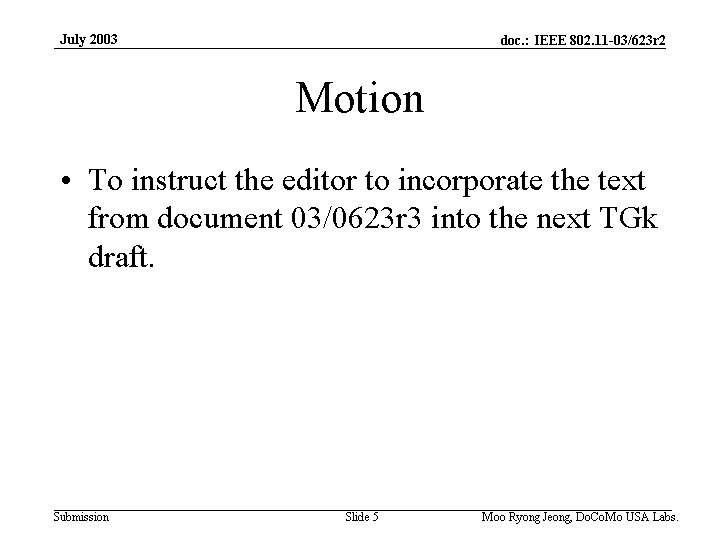 July 2003 doc.: IEEE 802.11-03/623r2
Motion
• To instruct the editor to incorporate the text
from document 03/0623r3 into the next TGk
draft.
Submission Slide 5 Moo Ryong Jeong, DoCoMo USA Labs.